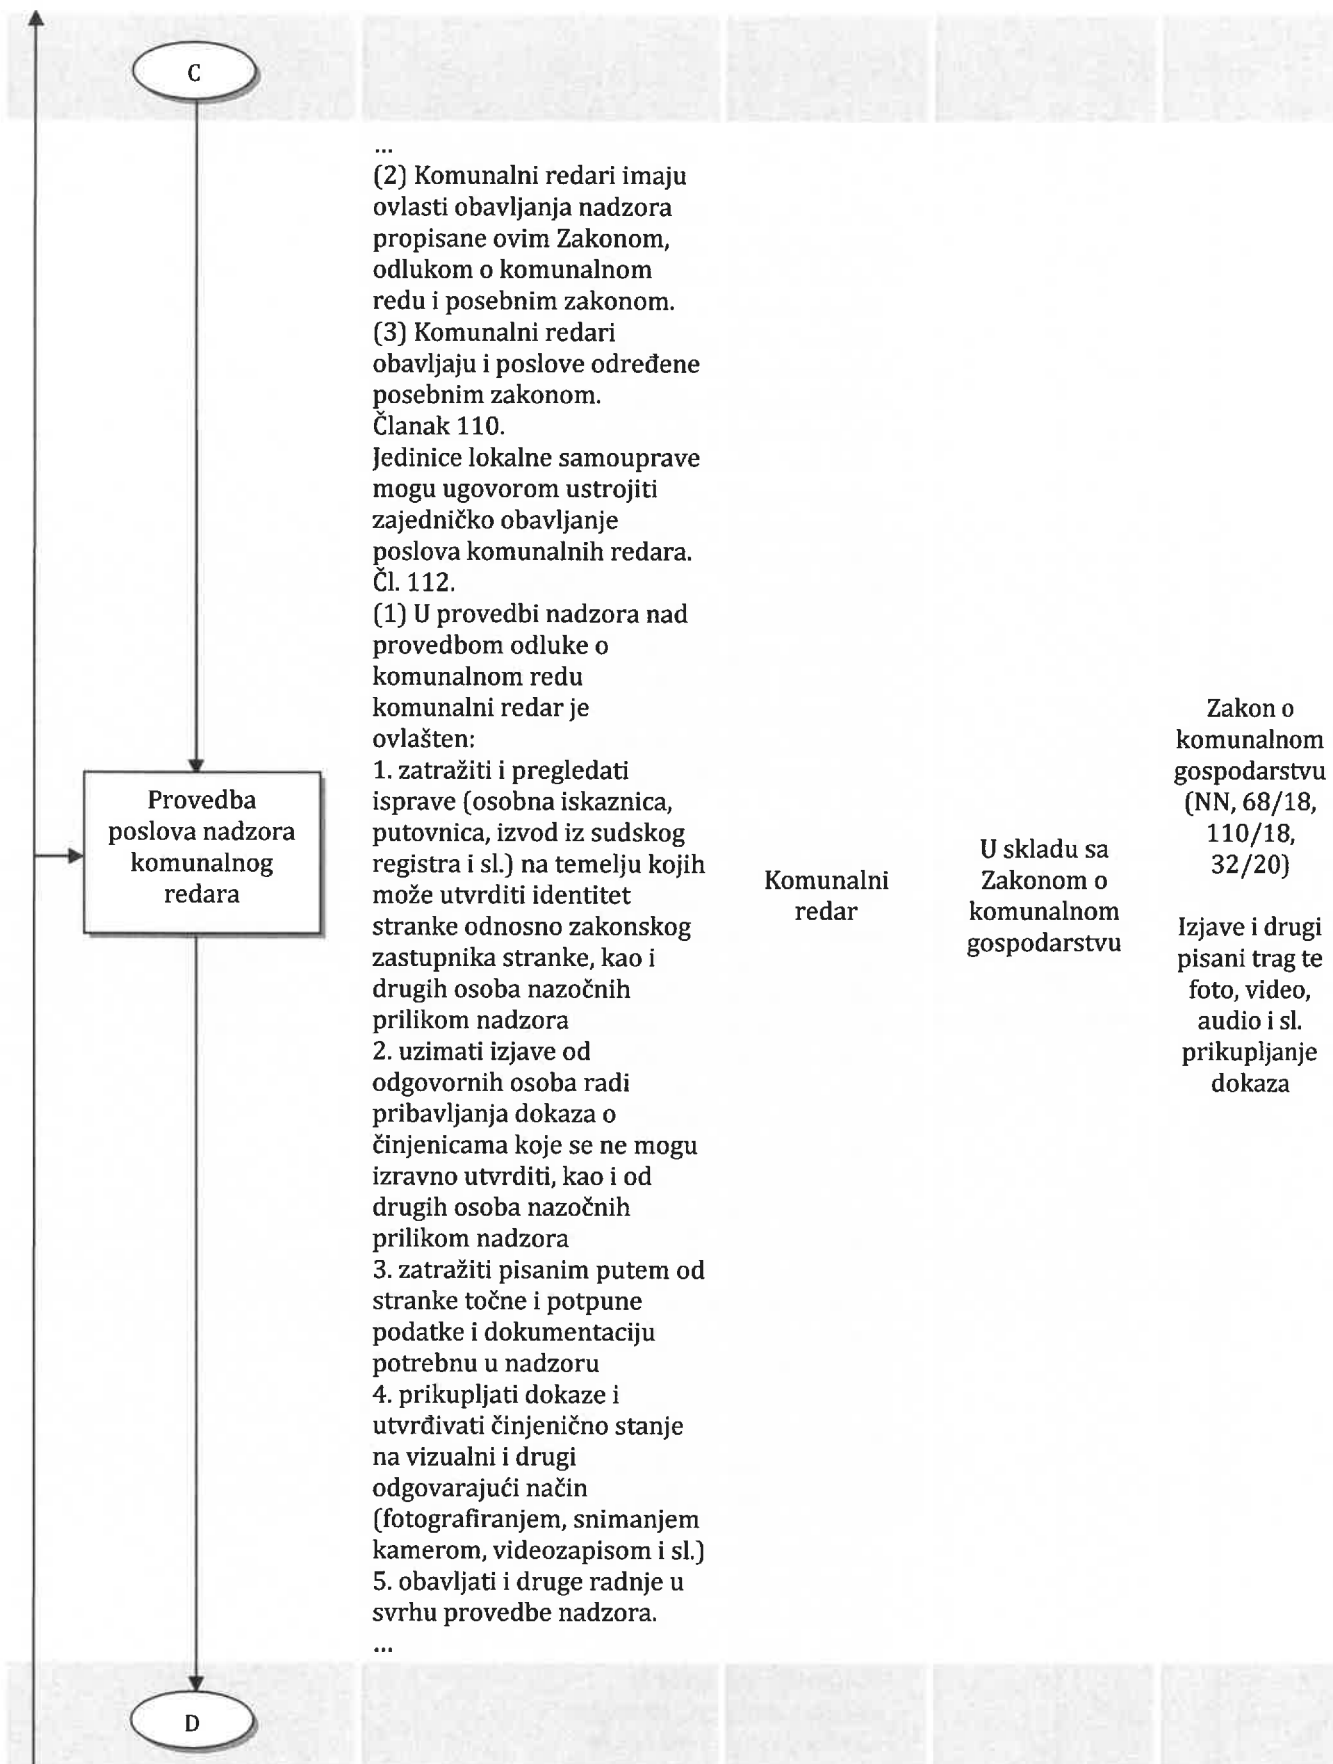 C
...
(2) Komunalni redari imaju
ovlasti obavljanja nadzora
propisane ovim Zakonom,
odlukom o komunalnom
redu i posebnim zakonom.
(3) Komunalni redari
obavljaju i poslove određene
posebnim zakonom.
Članak 110.
Jedinice lokalne samouprave
mogu ugovorom ustrojiti
zajedničko obavljanje
poslova komunalnih redara.
Čl. 112.
(1) U provedbi nadzora nad
provedbom odluke o
komunalnom redu
komunalni redar je
ovlašten:
1. zatražiti i pregledati
isprave (osobna iskaznica,
putovnica, izvod iz sudskog
registra i sl.) na temelju kojih
može utvrditi identitet
stranke odnosno zakonskog
zastupnika stranke, kao i
drugih osoba nazočnih
prilikom nadzora
2. uzimati izjave od
odgovornih osoba radi
pribavljanja dokaza o
činjenicama koje se ne mogu
izravno utvrditi, kao i od
drugih osoba nazočnih
prilikom nadzora
3. zatražiti pisanim putem od
stranke točne i potpune
podatke i dokumentaciju
potrebnu u nadzoru
4. prikupljati dokaze i
utvrđivati činjenično stanje
na vizualni i drugi
odgovarajući način
(fotografiranjem, snimanjem
kamerom, videozapisom i sl.)
5. obavljati i druge radnje u
svrhu provedbe nadzora.
...
Provedba
poslova nadzora
komunalnog
redara
Komunalni
redar
U skladu sa
Zakonom o
komunalnom
gospodarstvu
Zakon o
komunalnom
gospodarstvu
(NN, 68/18,
110/18,
32/20)
Izjave i drugi
pisani trag te
foto, video,
audio i sl.
prikupljanje
dokaza
D